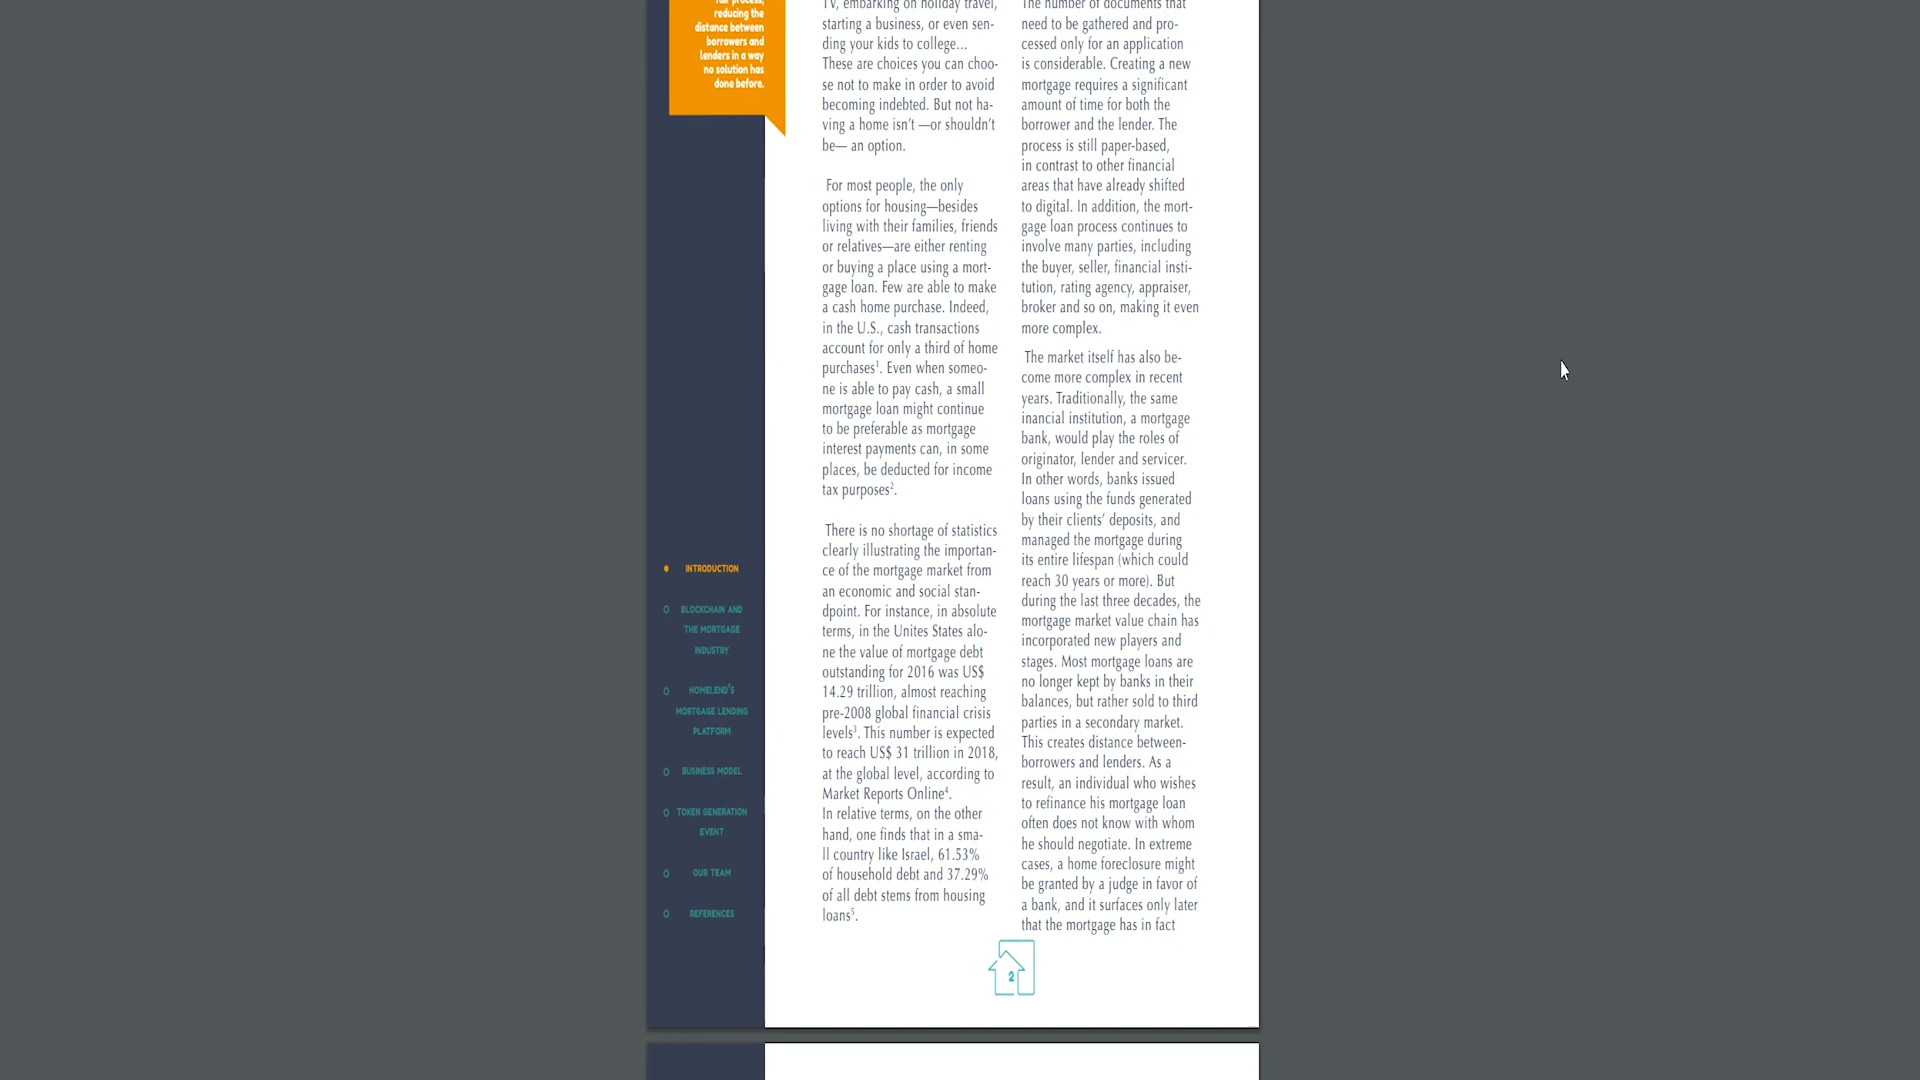 fair process,
reducing the
distance between
borrowers and
lenders in a way
no solution has
done before.
INTRODUCTION
BLOCKCHAIN AND
THE MORTGAGE
INDUSTRY
HOMELEND'S
MORTGAGE LENDING
PLATFORM
BUSINESS MODEL
TOKEN GENERATION
EVENT
OUR TEAM
REFERENCES
TV, embarking on holiday travel,
starting a business, or even sen-
ding your kids to college...
These are choices you can choo-
se not to make in order to avoid
becoming indebted. But not ha-
ving a home isn't —or shouldn't
be— an option.
For most people, the only
options for housing—besides
living with their families, friends
or relatives—are either renting
or buying a place using a mort-
gage loan. Few are able to make
a cash home purchase. Indeed,
in the U.S., cash transactions
account for only a third of home
purchases¹. Even when someo-
ne is able to pay cash, a small
mortgage loan might continue
to be preferable as mortgage
interest payments can, in some
places, be deducted for income
tax purposes².
There is no shortage of statistics
clearly illustrating the importan-
ce of the mortgage market from
an economic and social stan-
dpoint. For instance, in absolute
terms, in the Unites States alo-
ne the value of mortgage debt
outstanding for 2016 was US$
14.29 trillion, almost reaching
pre-2008 global financial crisis
levels³. This number is expected
to reach US$ 31 trillion in 2018,
at the global level, according to
Market Reports Online⁴.
In relative terms, on the other
hand, one finds that in a sma-
ll country like Israel, 61.53%
of household debt and 37.29%
of all debt stems from housing
loans⁵.
The number of documents that
need to be gathered and pro-
cessed only for an application
is considerable. Creating a new
mortgage requires a significant
amount of time for both the
borrower and the lender. The
process is still paper-based,
in contrast to other financial
areas that have already shifted
to digital. In addition, the mort-
gage loan process continues to
involve many parties, including
the buyer, seller, financial insti-
tution, rating agency, appraiser,
broker and so on, making it even
more complex.
The market itself has also be-
come more complex in recent
years. Traditionally, the same
inancial institution, a mortgage
bank, would play the roles of
originator, lender and servicer.
In other words, banks issued
loans using the funds generated
by their clients' deposits, and
managed the mortgage during
its entire lifespan (which could
reach 30 years or more). But
during the last three decades, the
mortgage market value chain has
incorporated new players and
stages. Most mortgage loans are
no longer kept by banks in their
balances, but rather sold to third
parties in a secondary market.
This creates distance between-
borrowers and lenders. As a
result, an individual who wishes
to refinance his mortgage loan
often does not know with whom
he should negotiate. In extreme
cases, a home foreclosure might
be granted by a judge in favor of
a bank, and it surfaces only later
that the mortgage has in fact
2